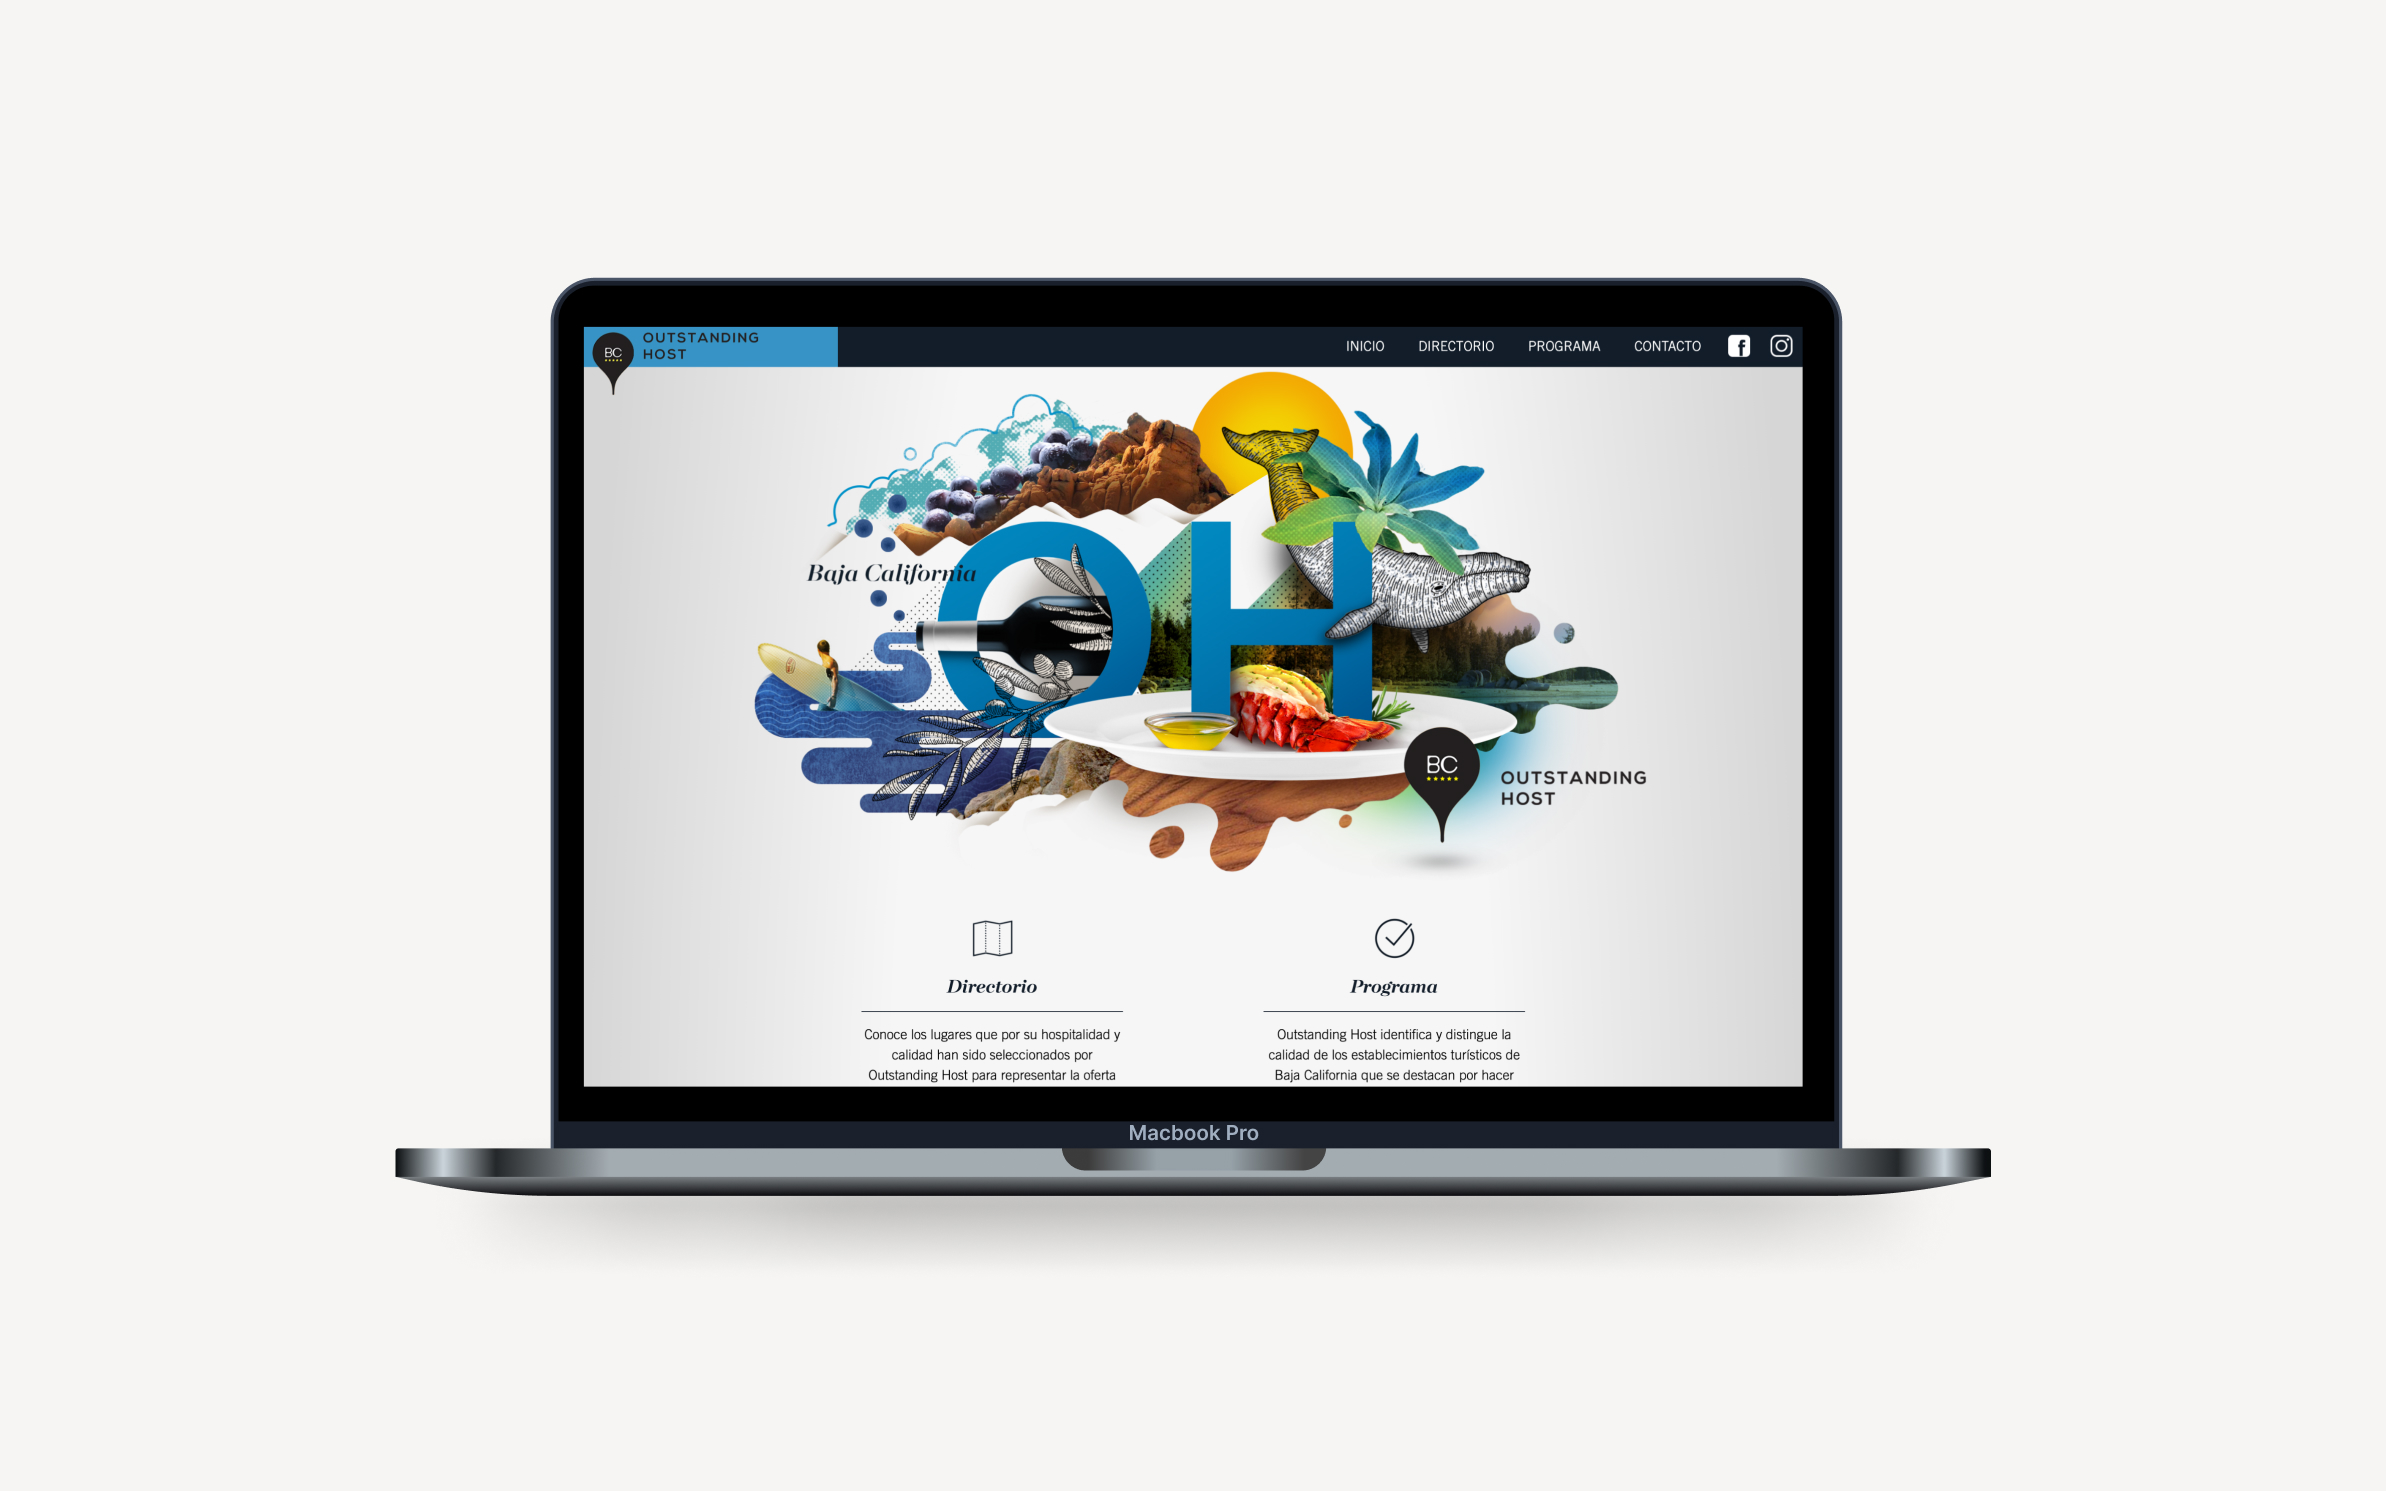 OUTSTANDING
HOST
BC
INICIO
DIRECTORIO
PROGRAMA
CONTACTO
Baja California
OH
BC
OUTSTANDING
HOST
Directorio
Conoce los lugares que por su hospitalidad y
calidad han sido seleccionados por
Outstanding Host para representar la oferta
Programa
Outstanding Host identifica y distingue la
calidad de los establecimientos turísticos de
Baja California que se destacan por hacer
Macbook Pro